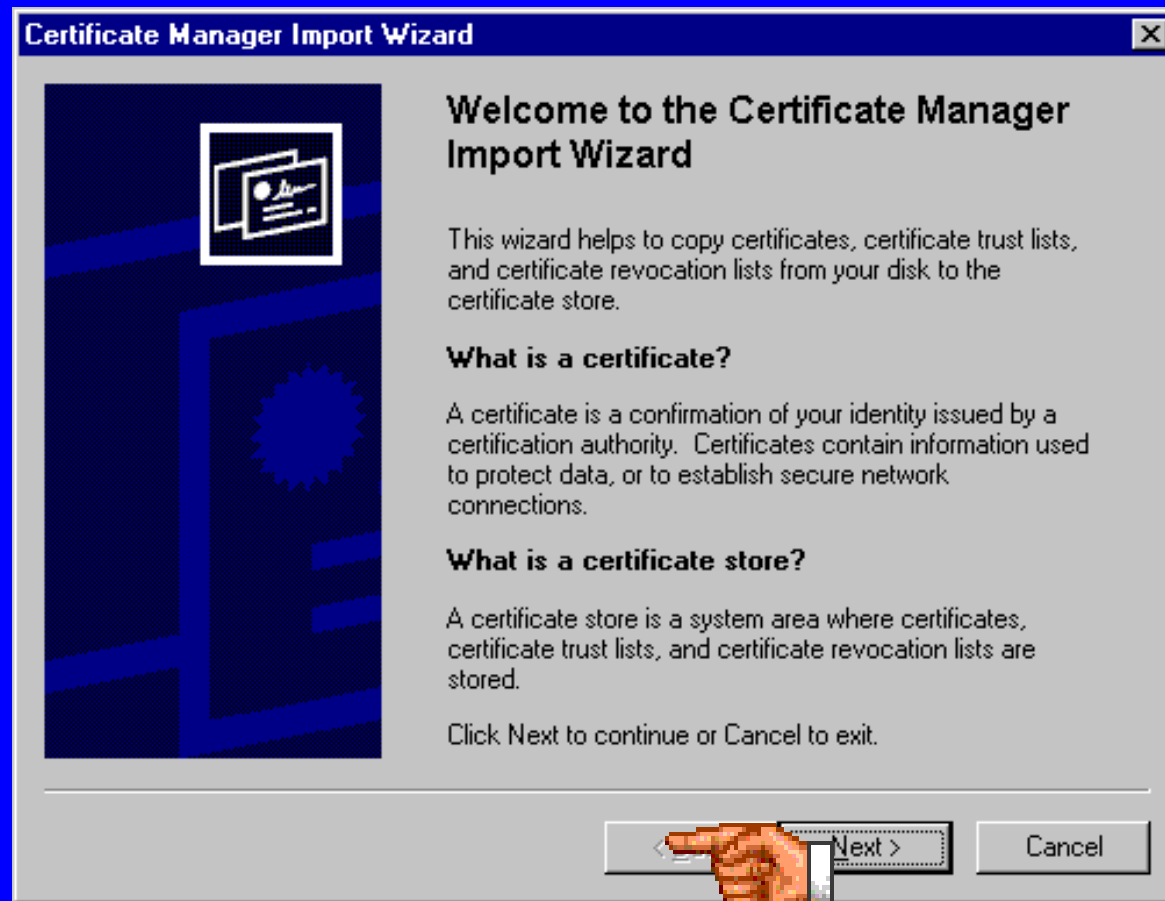 Certificate Manager Import Wizard
Welcome to the Certificate Manager
Import Wizard
This wizard helps to copy certificates, certificate trust lists,
and certificate revocation lists from your disk to the
certificate store.
What is a certificate?
A certificate is a confirmation of your identity issued by a
certification authority.  Certificates contain information used
to protect data, or to establish secure network
connections.
What is a certificate store?
A certificate store is a system area where certificates,
certificate trust lists, and certificate revocation lists are
stored.
Click Next to continue or Cancel to exit.
<
Next >
Cancel